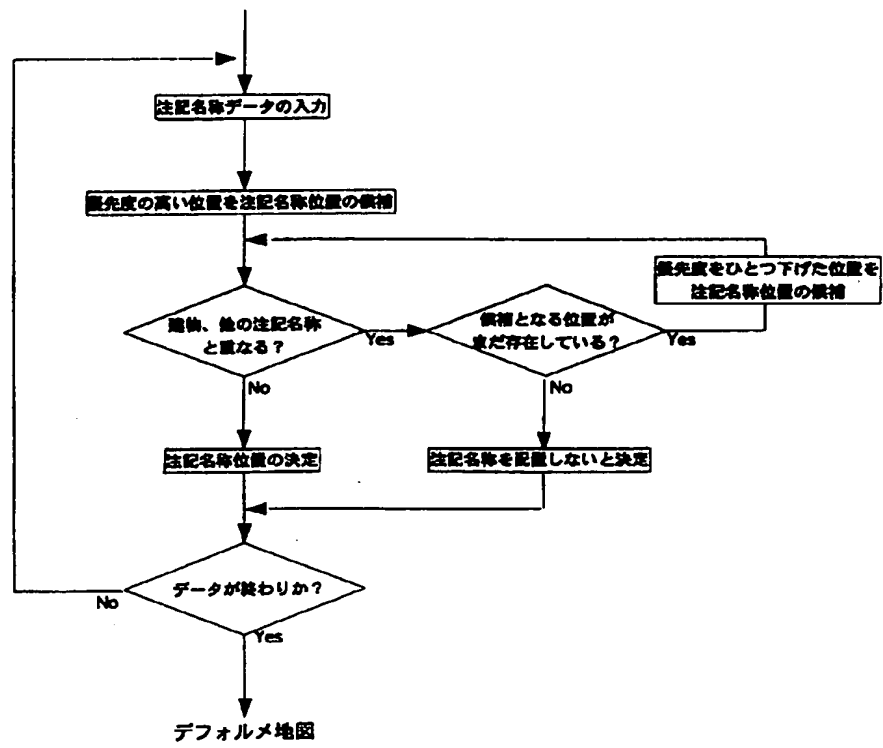 注記名称データの入力
優先度の高い位置を注記名称位置の候補
優先度をひとつ下げた位置を
注記名称位置の候補
建物、他の注記名称
と重なる？
Yes
候補となる位置が
まだ存在している？
Yes
No
No
注記名称位置の決定
注記名称を配置しないと決定
データが終わりか？
No
Yes
デフォルメ地図